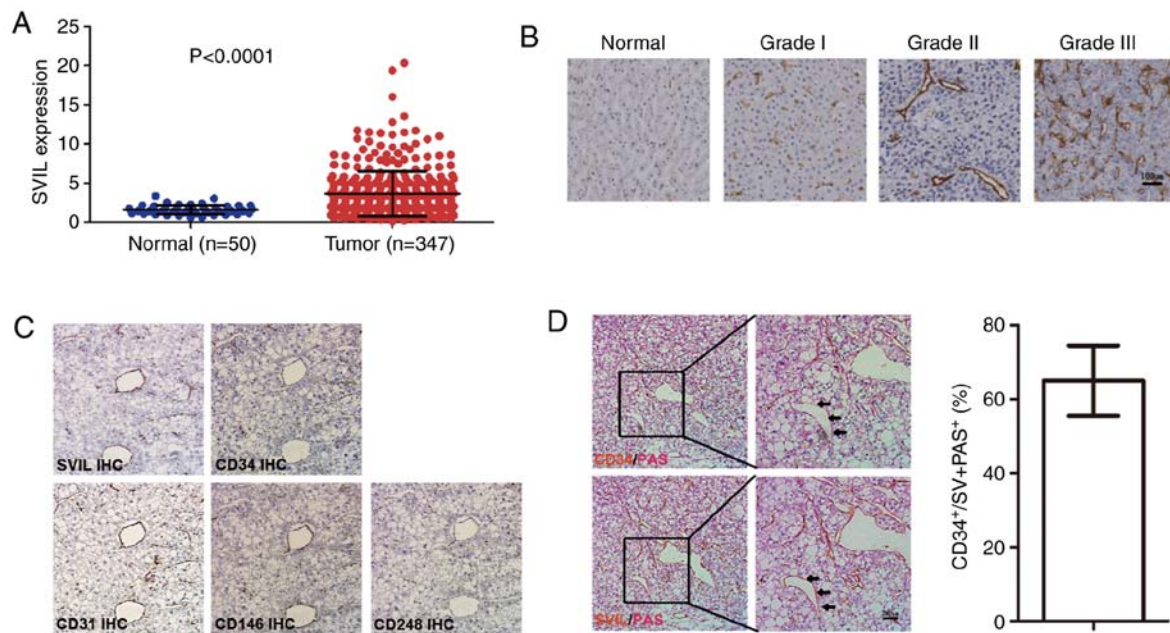 A
25
20
15
10
5
0
SVIL expression
P<0.0001
Normal (n=50)
Tumor (n=347)
B
Normal
Grade I
Grade II
Grade III
100µm
C
SVIL IHC
CD34 IHC
CD31 IHC
CD146 IHC
CD248 IHC
D
CD34/PAS
SVIL/PAS
80
60
40
20
0
CD34⁺/SV+PAS⁺ (%)